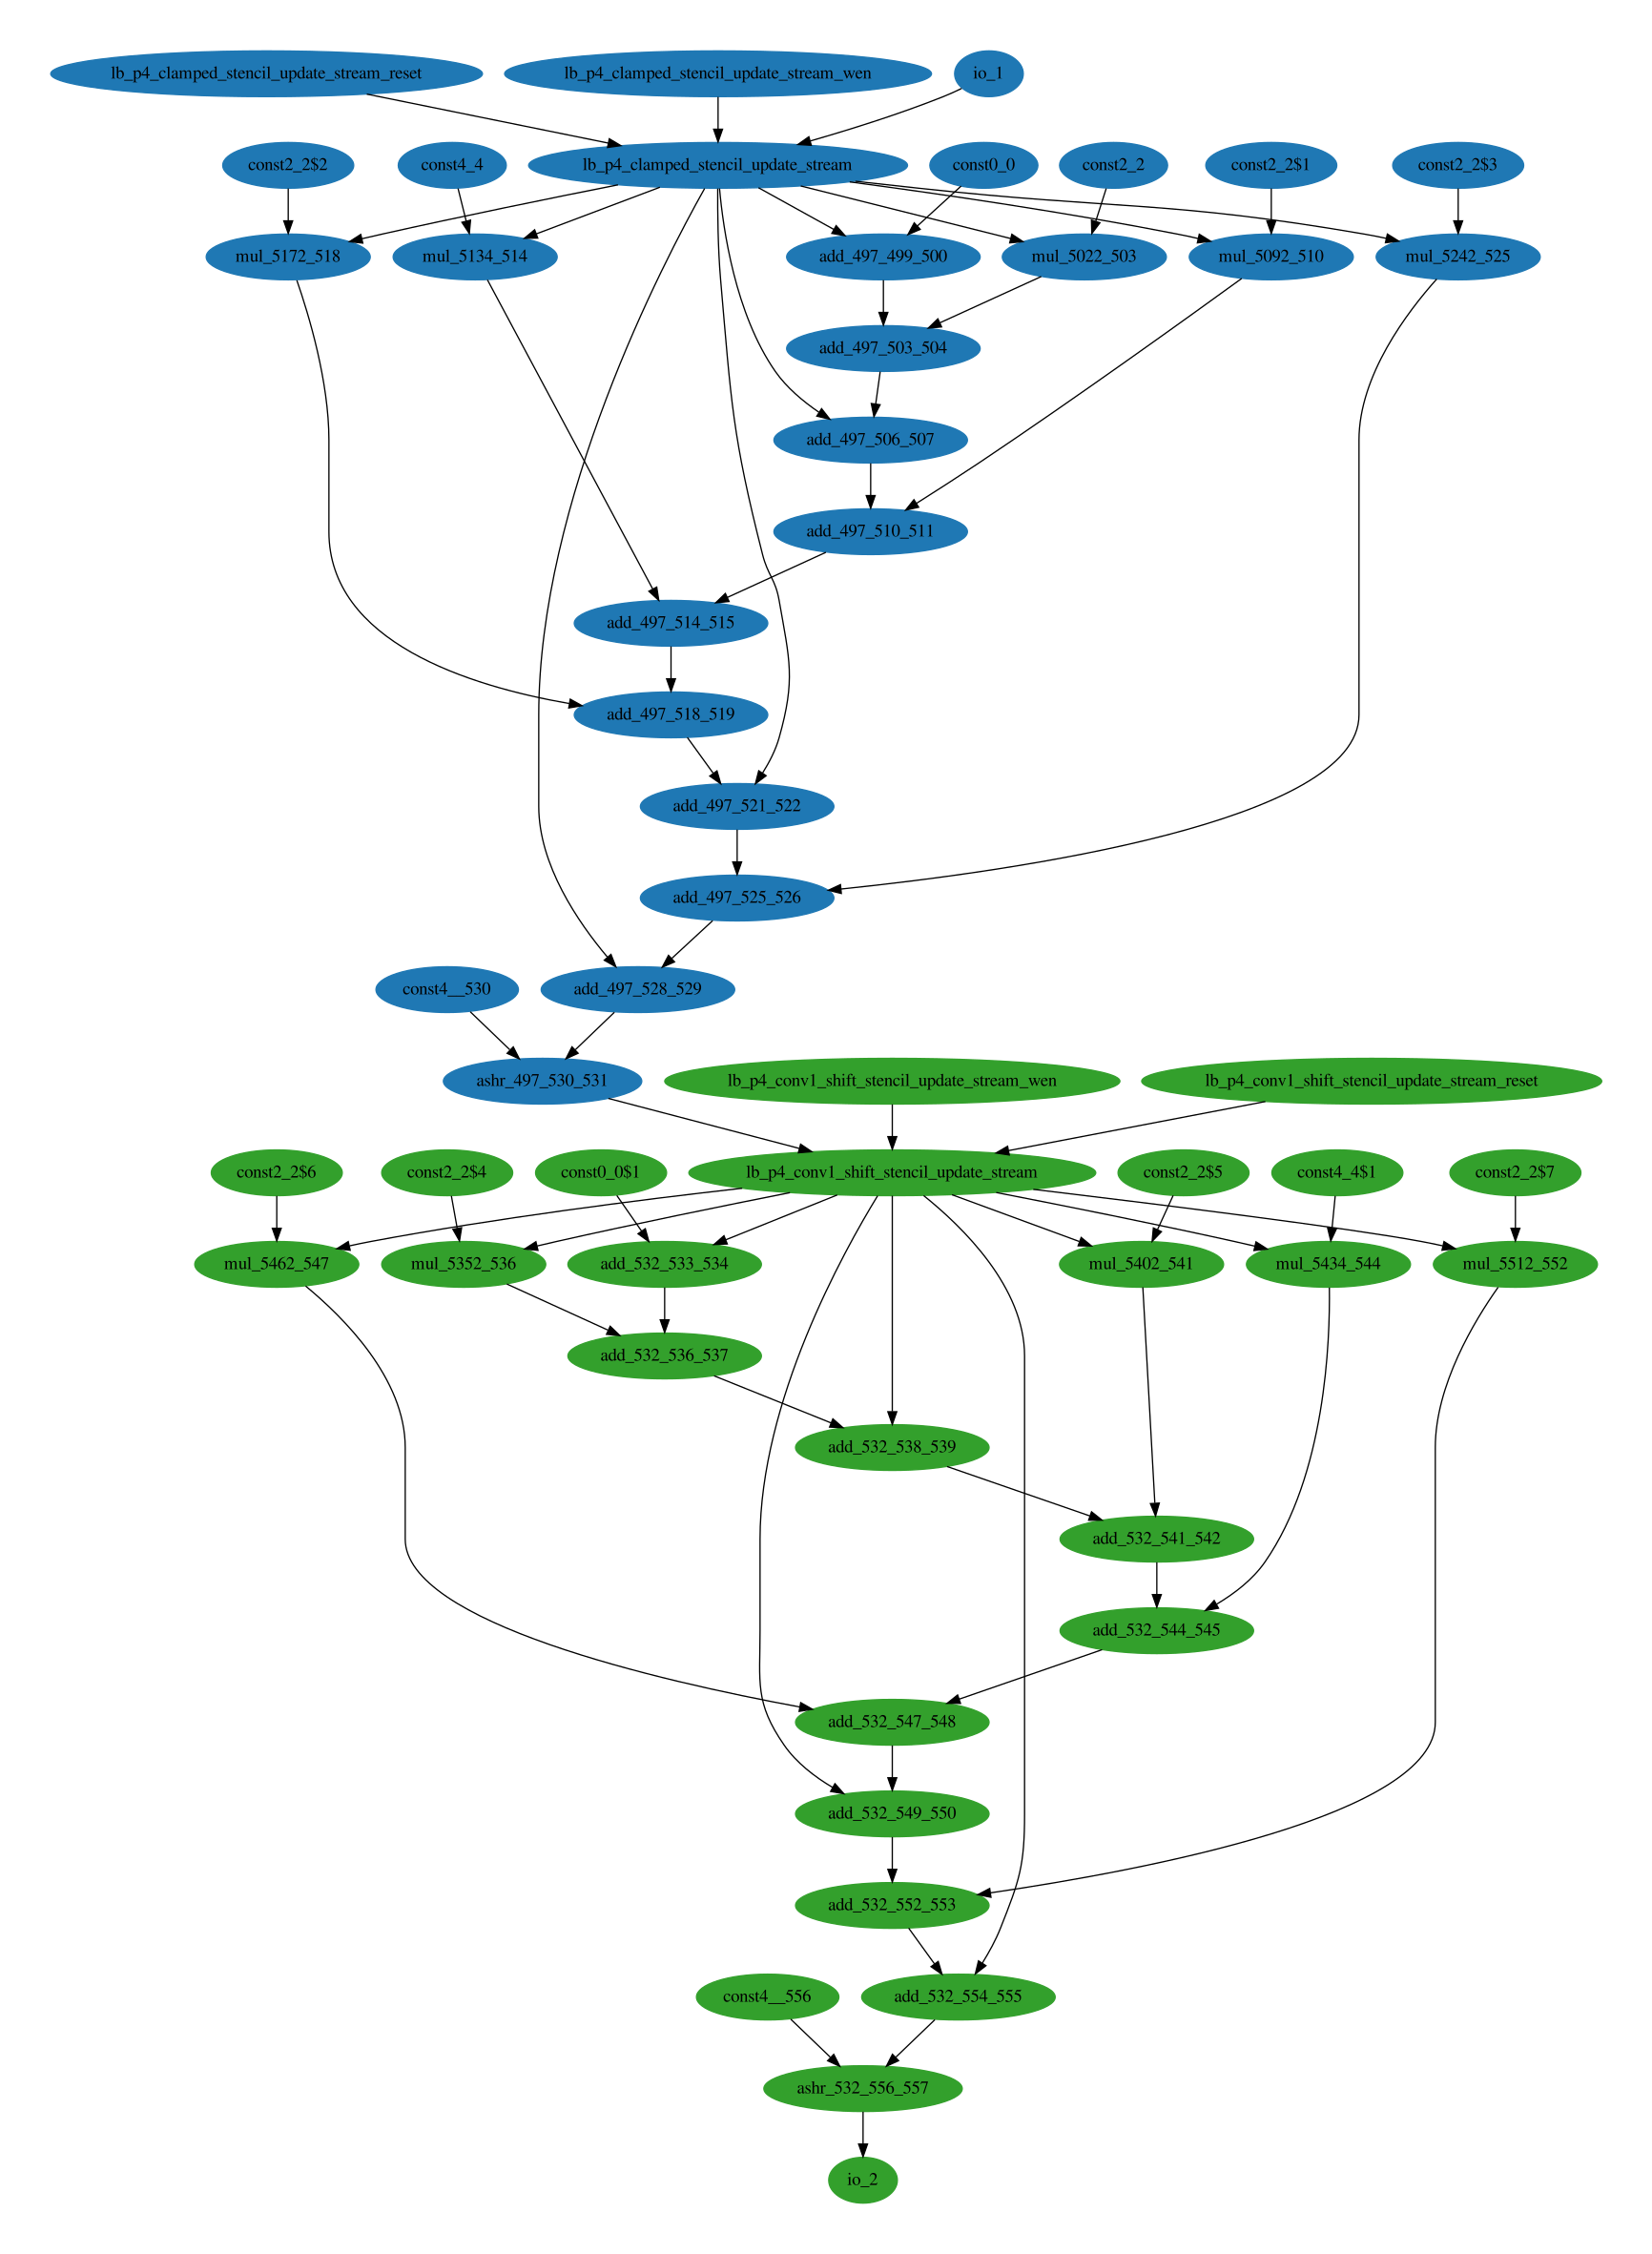 lb_p4_clamped_stencil_update_stream_reset
lb_p4_clamped_stencil_update_stream_wen
io_1
const2_2$2
const4_4
lb_p4_clamped_stencil_update_stream
const0_0
const2_2
const2_2$1
const2_2$3
mul_5172_518
mul_5134_514
add_497_499_500
mul_5022_503
mul_5092_510
mul_5242_525
add_497_503_504
add_497_506_507
add_497_510_511
add_497_514_515
add_497_518_519
add_497_521_522
add_497_525_526
const4__530
add_497_528_529
ashr_497_530_531
lb_p4_conv1_shift_stencil_update_stream_wen
lb_p4_conv1_shift_stencil_update_stream_reset
const2_2$6
const2_2$4
const0_0$1
lb_p4_conv1_shift_stencil_update_stream
const2_2$5
const4_4$1
const2_2$7
mul_5462_547
mul_5352_536
add_532_533_534
mul_5402_541
mul_5434_544
mul_5512_552
add_532_536_537
add_532_538_539
add_532_541_542
add_532_544_545
add_532_547_548
add_532_549_550
add_532_552_553
const4__556
add_532_554_555
ashr_532_556_557
io_2